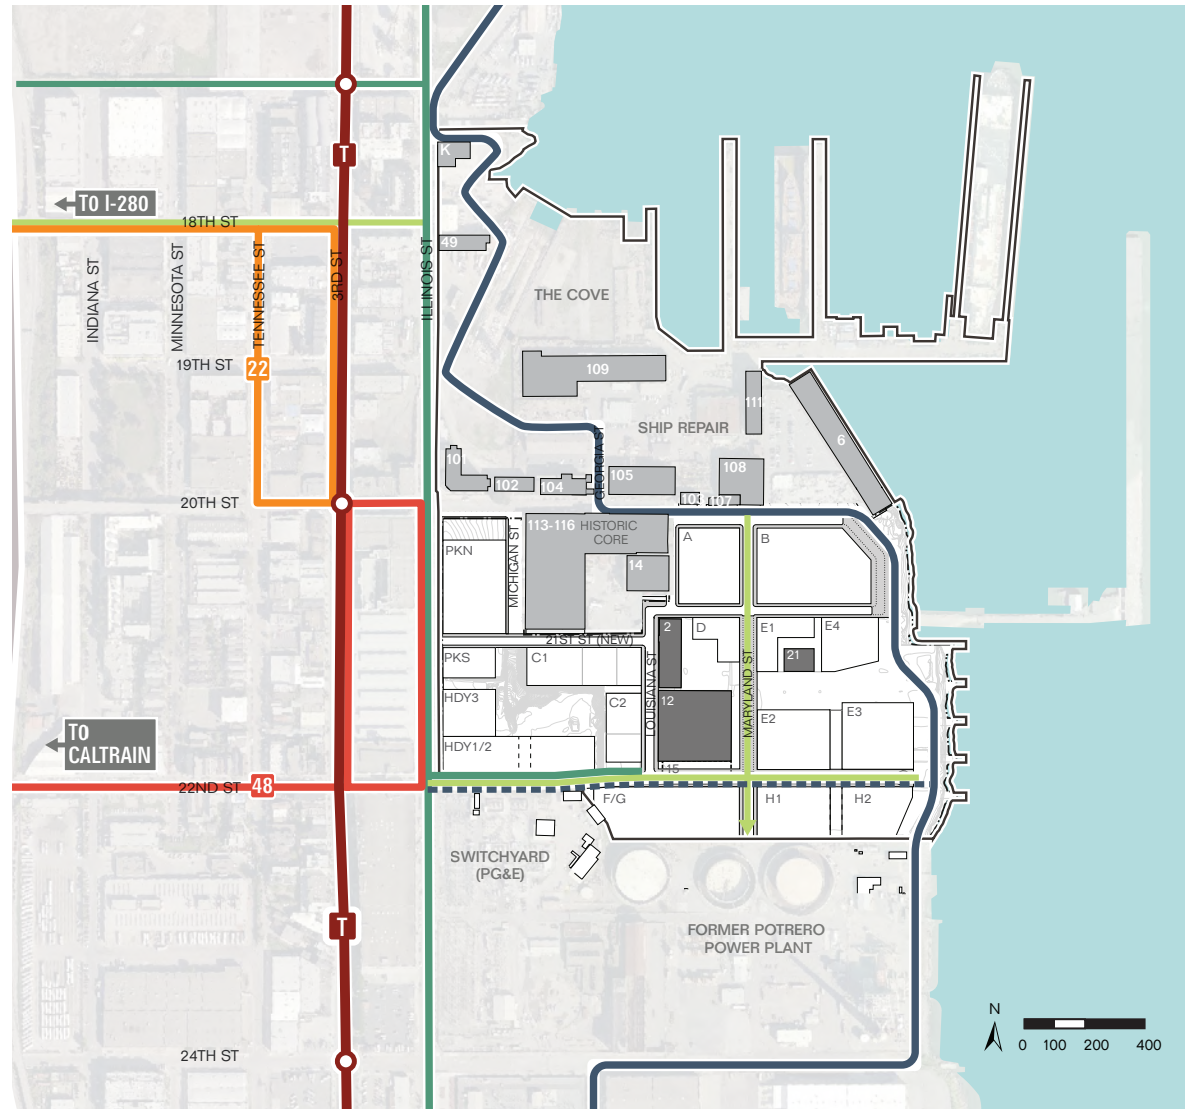 T
K
TO I-280
18TH ST
49
INDIANA ST
MINNESOTA ST
TENNESSEE ST
3RD ST
ILLINOIS ST
THE COVE
19TH ST
22
109
111
SHIP REPAIR
6
101
102
104
GEORGIA ST
105
108
103
107
20TH ST
113-116
HISTORIC
CORE
A
B
PKN
MICHIGAN ST
14
21ST ST (NEW)
2
D
E1
E4
PKS
C1
LOUISIANA ST
MARYLAND ST
21
HDY3
C2
12
E2
E3
TO
CALTRAIN
HDY1/2
15
22ND ST
48
F/G
H1
H2
SWITCHYARD
(PG&E)
T
FORMER POTRERO
POWER PLANT
24TH ST
N
0 100 200 400